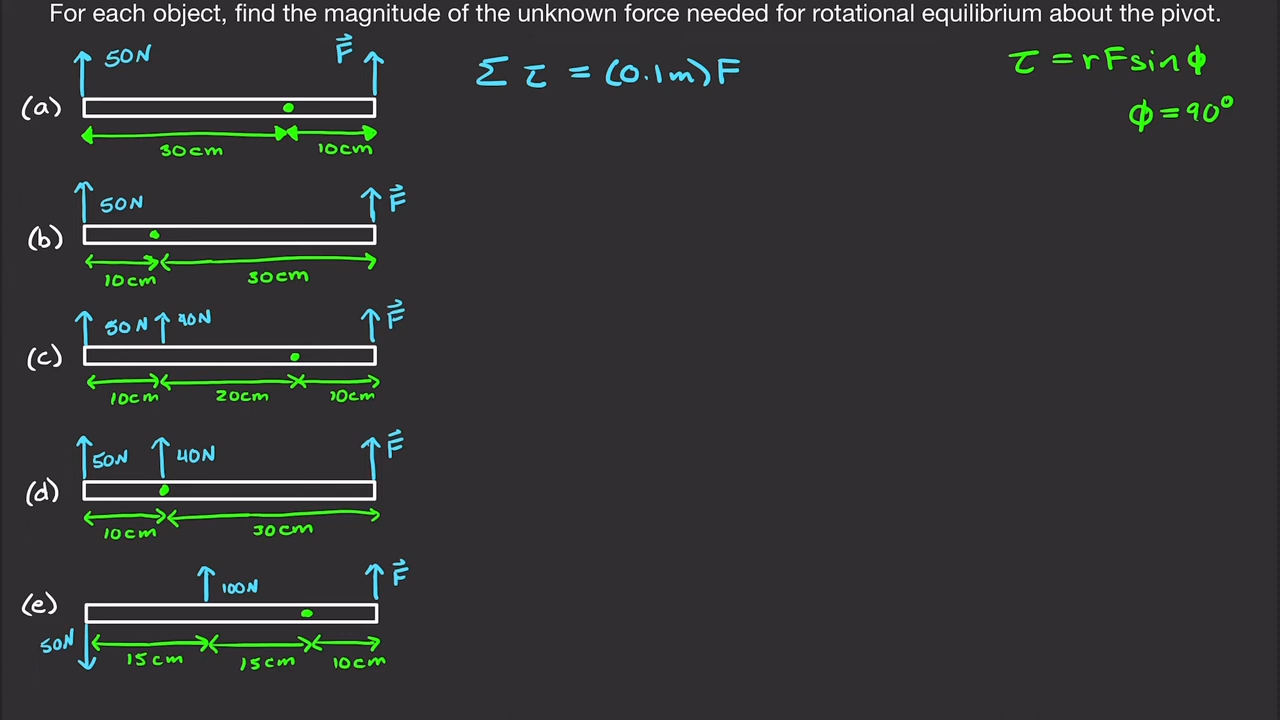 For each object, find the magnitude of the unknown force needed for rotational equilibrium about the pivot.
(a) 50N F⃗
30cm 10cm
Σ τ = (0.1m)F
τ = rFsinϕ
ϕ = 90°
(b) 50N F⃗
10cm 30cm
(c) 50N 40N F⃗
10cm 20cm 10cm
(d) 50N 40N F⃗
10cm 30cm
(e) 100N F⃗
50N
15cm 15cm 10cm